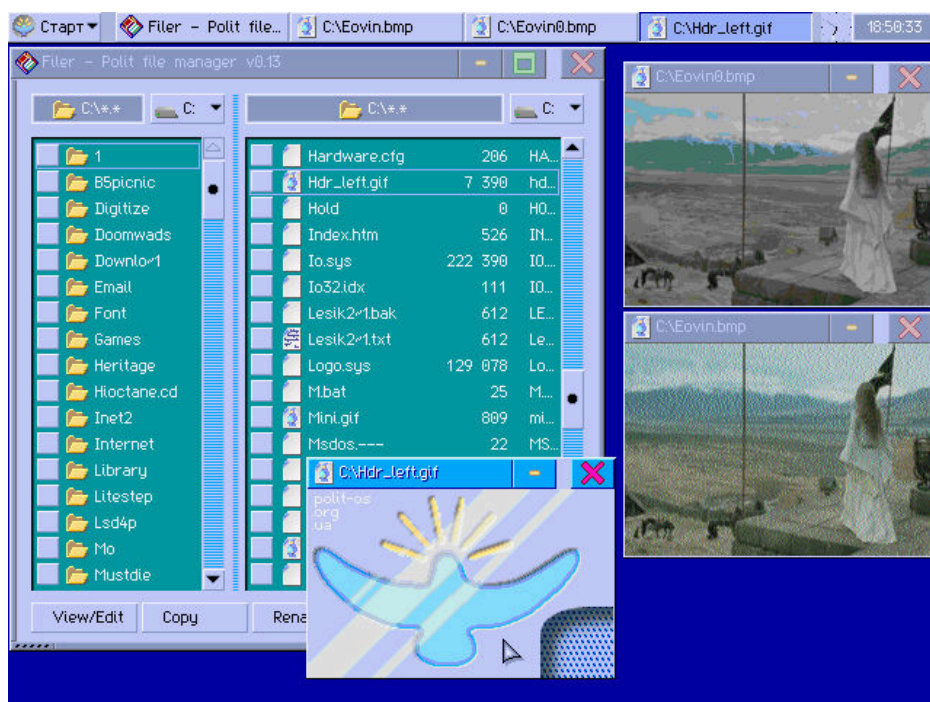 Старт
Filer - Polit file...
C:\Eovin.bmp
C:\Eovin0.bmp
C:\Hdr_left.gif
18:50:33
Filer - Polit file manager v0.13
C:\*.*
C:
C:\*.*
C:
1
B5picnic
Digitize
Doomwads
Downlo~1
Email
Font
Games
Heritage
Hioctane.cd
Inet2
Internet
Library
Litestep
Lsd4p
Mo
Mustdie
Hardware.cfg 206 HA...
Hdr_left.gif 7 390 hd...
Hold 0 HO...
Index.htm 526 IN...
Io.sys 222 390 IO...
Io32.idx 111 IO...
Lesik2~1.bak 612 LE...
Lesik2~1.txt 612 Le...
Logo.sys 129 078 Lo...
M.bat 25 M...
Mini.gif 809 mi...
Msdos.--- 22 MS...
View/Edit
Copy
Rena
C:\Eovin0.bmp
C:\Eovin.bmp
C:\Hdr_left.gif
polit-os
.org
.ua